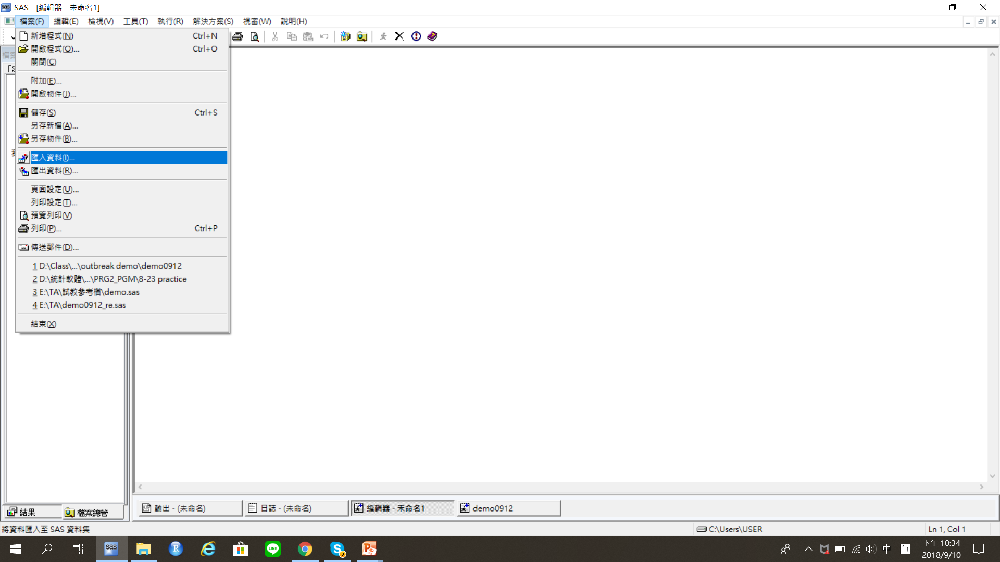 SAS - [編輯器 - 未命名1]
檔案(F) 編輯(E) 檢視(V) 工具(T) 執行(R) 解決方案(S) 視窗(W) 說明(H)
新增程式(N) Ctrl+N
開啟程式(O)... Ctrl+O
關閉(C)
附加(E)...
開啟物件(J)...
儲存(S) Ctrl+S
另存新檔(A)...
另存物件(B)...
匯入資料(I)...
匯出資料(R)...
頁面設定(U)...
列印設定(T)...
預覽列印(V)
列印(P)... Ctrl+P
傳送郵件(D)...
1 D:\Class\...\outbreak demo\demo0912
2 D:\統計軟體\...\PRG2_PGM\8-23 practice
3 E:\TA\試教參考檔\demo.sas
4 E:\TA\demo0912_re.sas
結束(X)
結果 檔案總管
輸出 - (未命名) 日誌 - (未命名) 編輯器 - 未命名1 demo0912
將資料匯入至 SAS 資料集 C:\Users\USER Ln 1, Col 1
sas
R
LINE
3
中
下午 10:34
2018/9/10